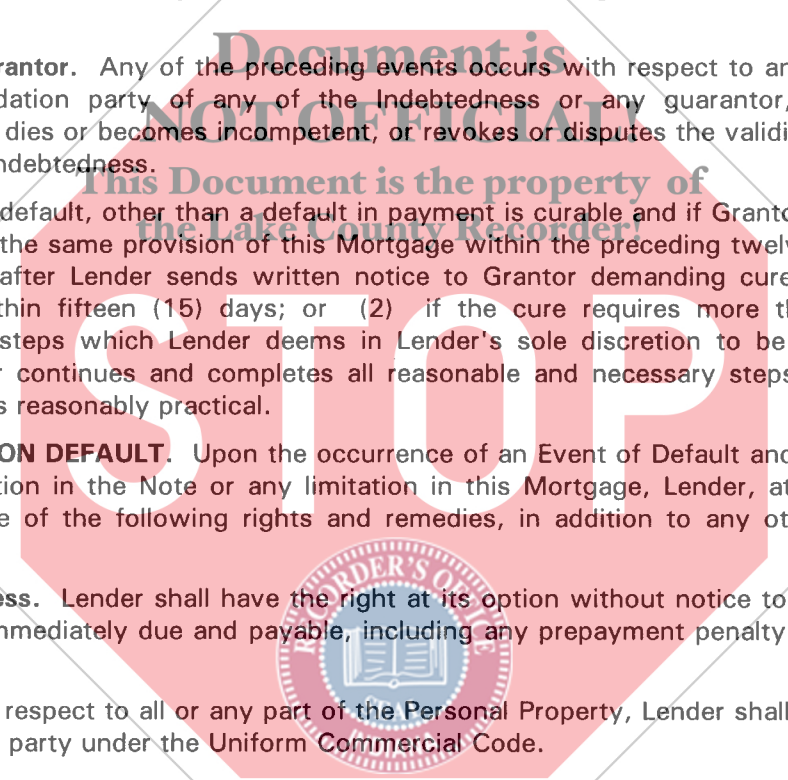 Document is
NOT OFFICIAL!
This Document is the property of
the Lake County Recorder!
STOP
rantor. Any of the preceding events occurs with respect to
dation party of any of the Indebtedness or any guarantor,
dies or becomes incompetent, or revokes or disputes the
ndebtedness.
default, other than a default in payment is curable and if
the same provision of this Mortgage within the preceding
after Lender sends written notice to Grantor demanding cure
thin fifteen (15) days; or (2) if the cure requires more
steps which Lender deems in Lender's sole discretion to be
r continues and completes all reasonable and necessary steps
s reasonably practical.
ON DEFAULT. Upon the occurrence of an Event of Default and
tion in the Note or any limitation in this Mortgage, Lender, at
e of the following rights and remedies, in addition to any
ess. Lender shall have the right at its option without notice to
mmediately due and payable, including any prepayment penalty
respect to all or any part of the Personal Property, Lender shall
party under the Uniform Commercial Code.
RECORDER'S OFFICE
INDIANA